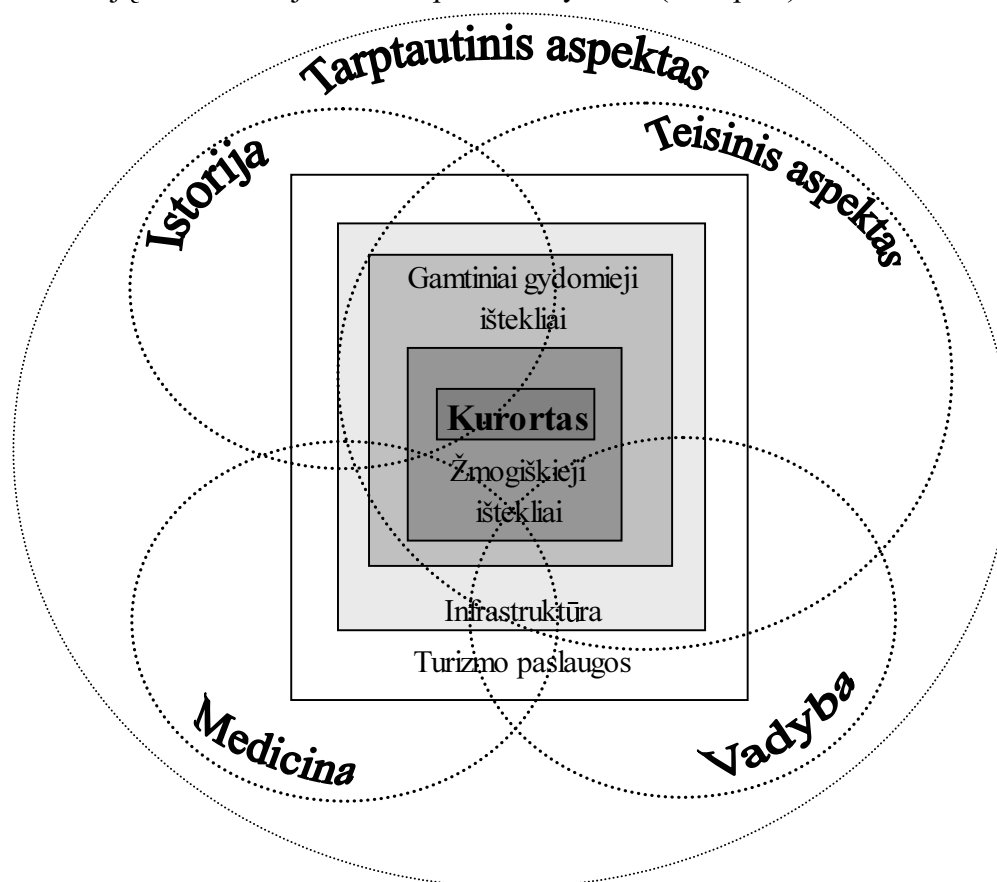 Tarptautinis aspektas
Istorija
Teisinis aspektas
Gamtiniai gydomieji
ištekliai
Kurortas
Žmogiškieji
ištekliai
Infrastruktūra
Turizmo paslaugos
Medicina
Vadyba